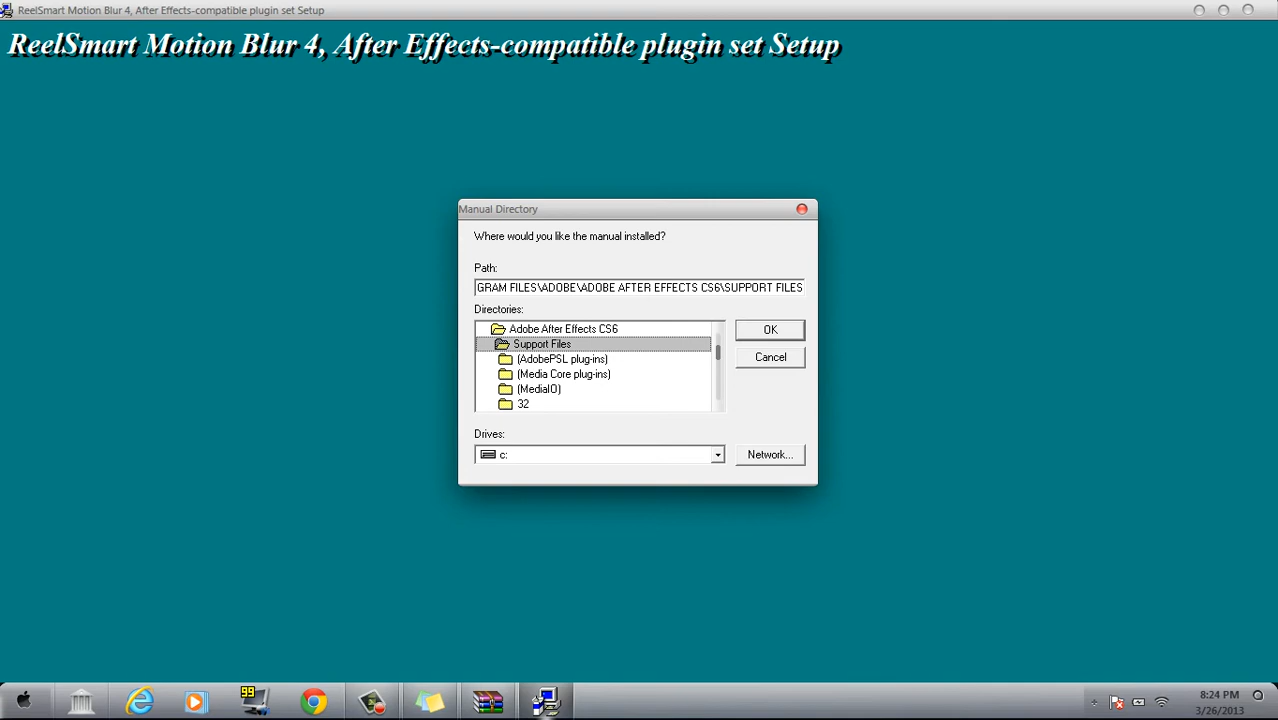 ReelSmart Motion Blur 4, After Effects-compatible plugin set Setup
ReelSmart Motion Blur 4, After Effects-compatible plugin set Setup
Manual Directory
Where would you like the manual installed?
Path:
GRAM FILES\ADOBE\ADOBE AFTER EFFECTS CS6\SUPPORT FILES
Directories:
Adobe After Effects CS6
Support Files
(AdobePSL plug-ins)
(Media Core plug-ins)
(MediaIO)
32
OK
Cancel
Drives:
c:
Network...
99
8:24 PM
3/26/2013